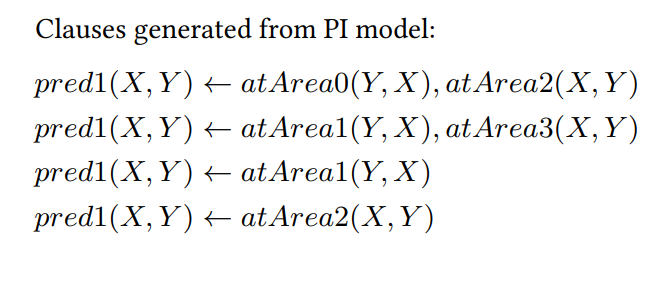 Clauses generated from PI model:
pred1(X, Y) ← atArea0(Y, X), atArea2(X, Y)
pred1(X, Y) ← atArea1(Y, X), atArea3(X, Y)
pred1(X, Y) ← atArea1(Y, X)
pred1(X, Y) ← atArea2(X, Y)